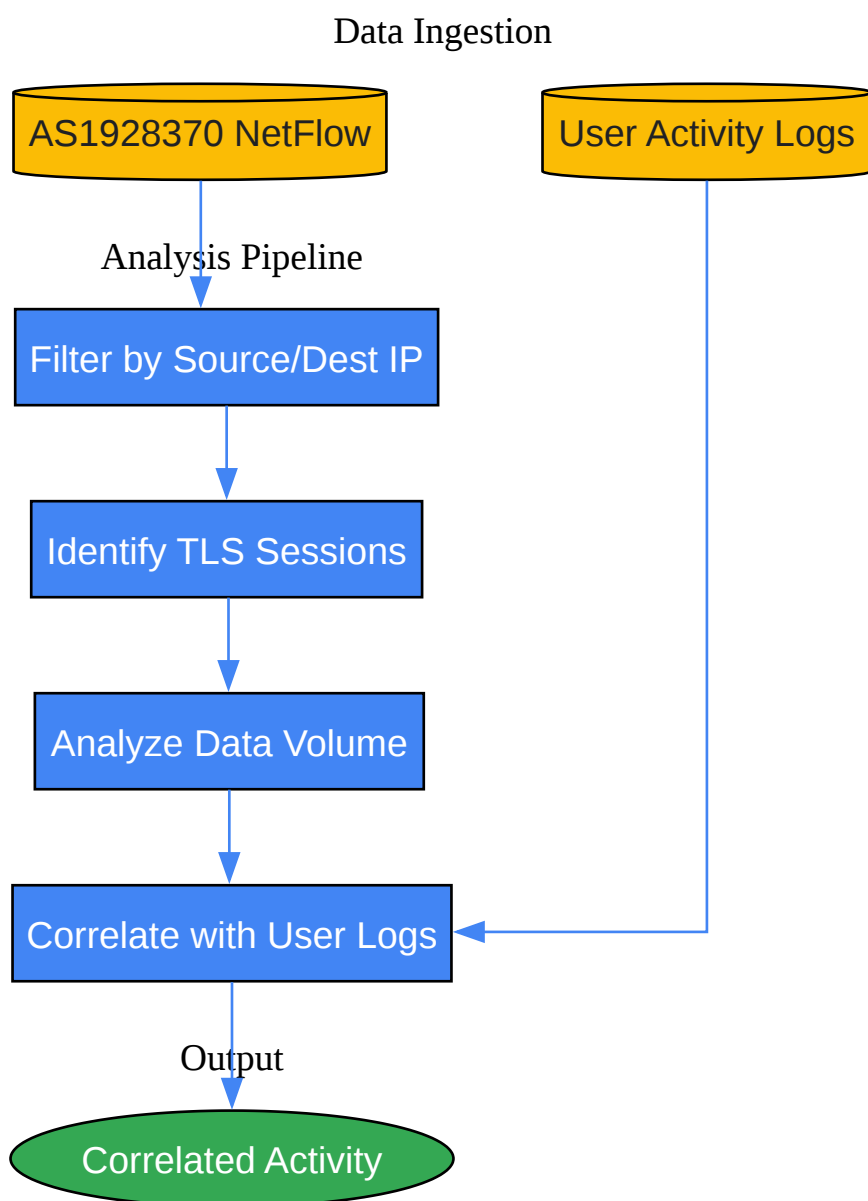 Data Ingestion
AS1928370 NetFlow
User Activity Logs
Analysis Pipeline
Filter by Source/Dest IP
Identify TLS Sessions
Analyze Data Volume
Correlate with User Logs
Output
Correlated Activity